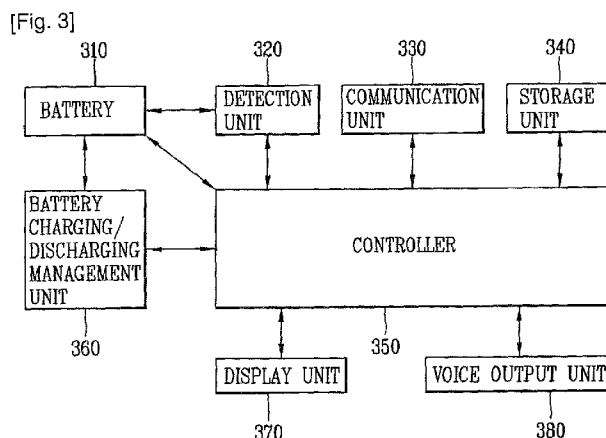 [Fig. 3]
310 320 330 340
BATTERY
DETECTION
UNIT
COMMUNICATION
UNIT
STORAGE
UNIT
BATTERY
CHARGING/
DISCHARGING
MANAGEMENT
UNIT
CONTROLLER
360 350
DISPLAY UNIT
VOICE OUTPUT UNIT
370 380